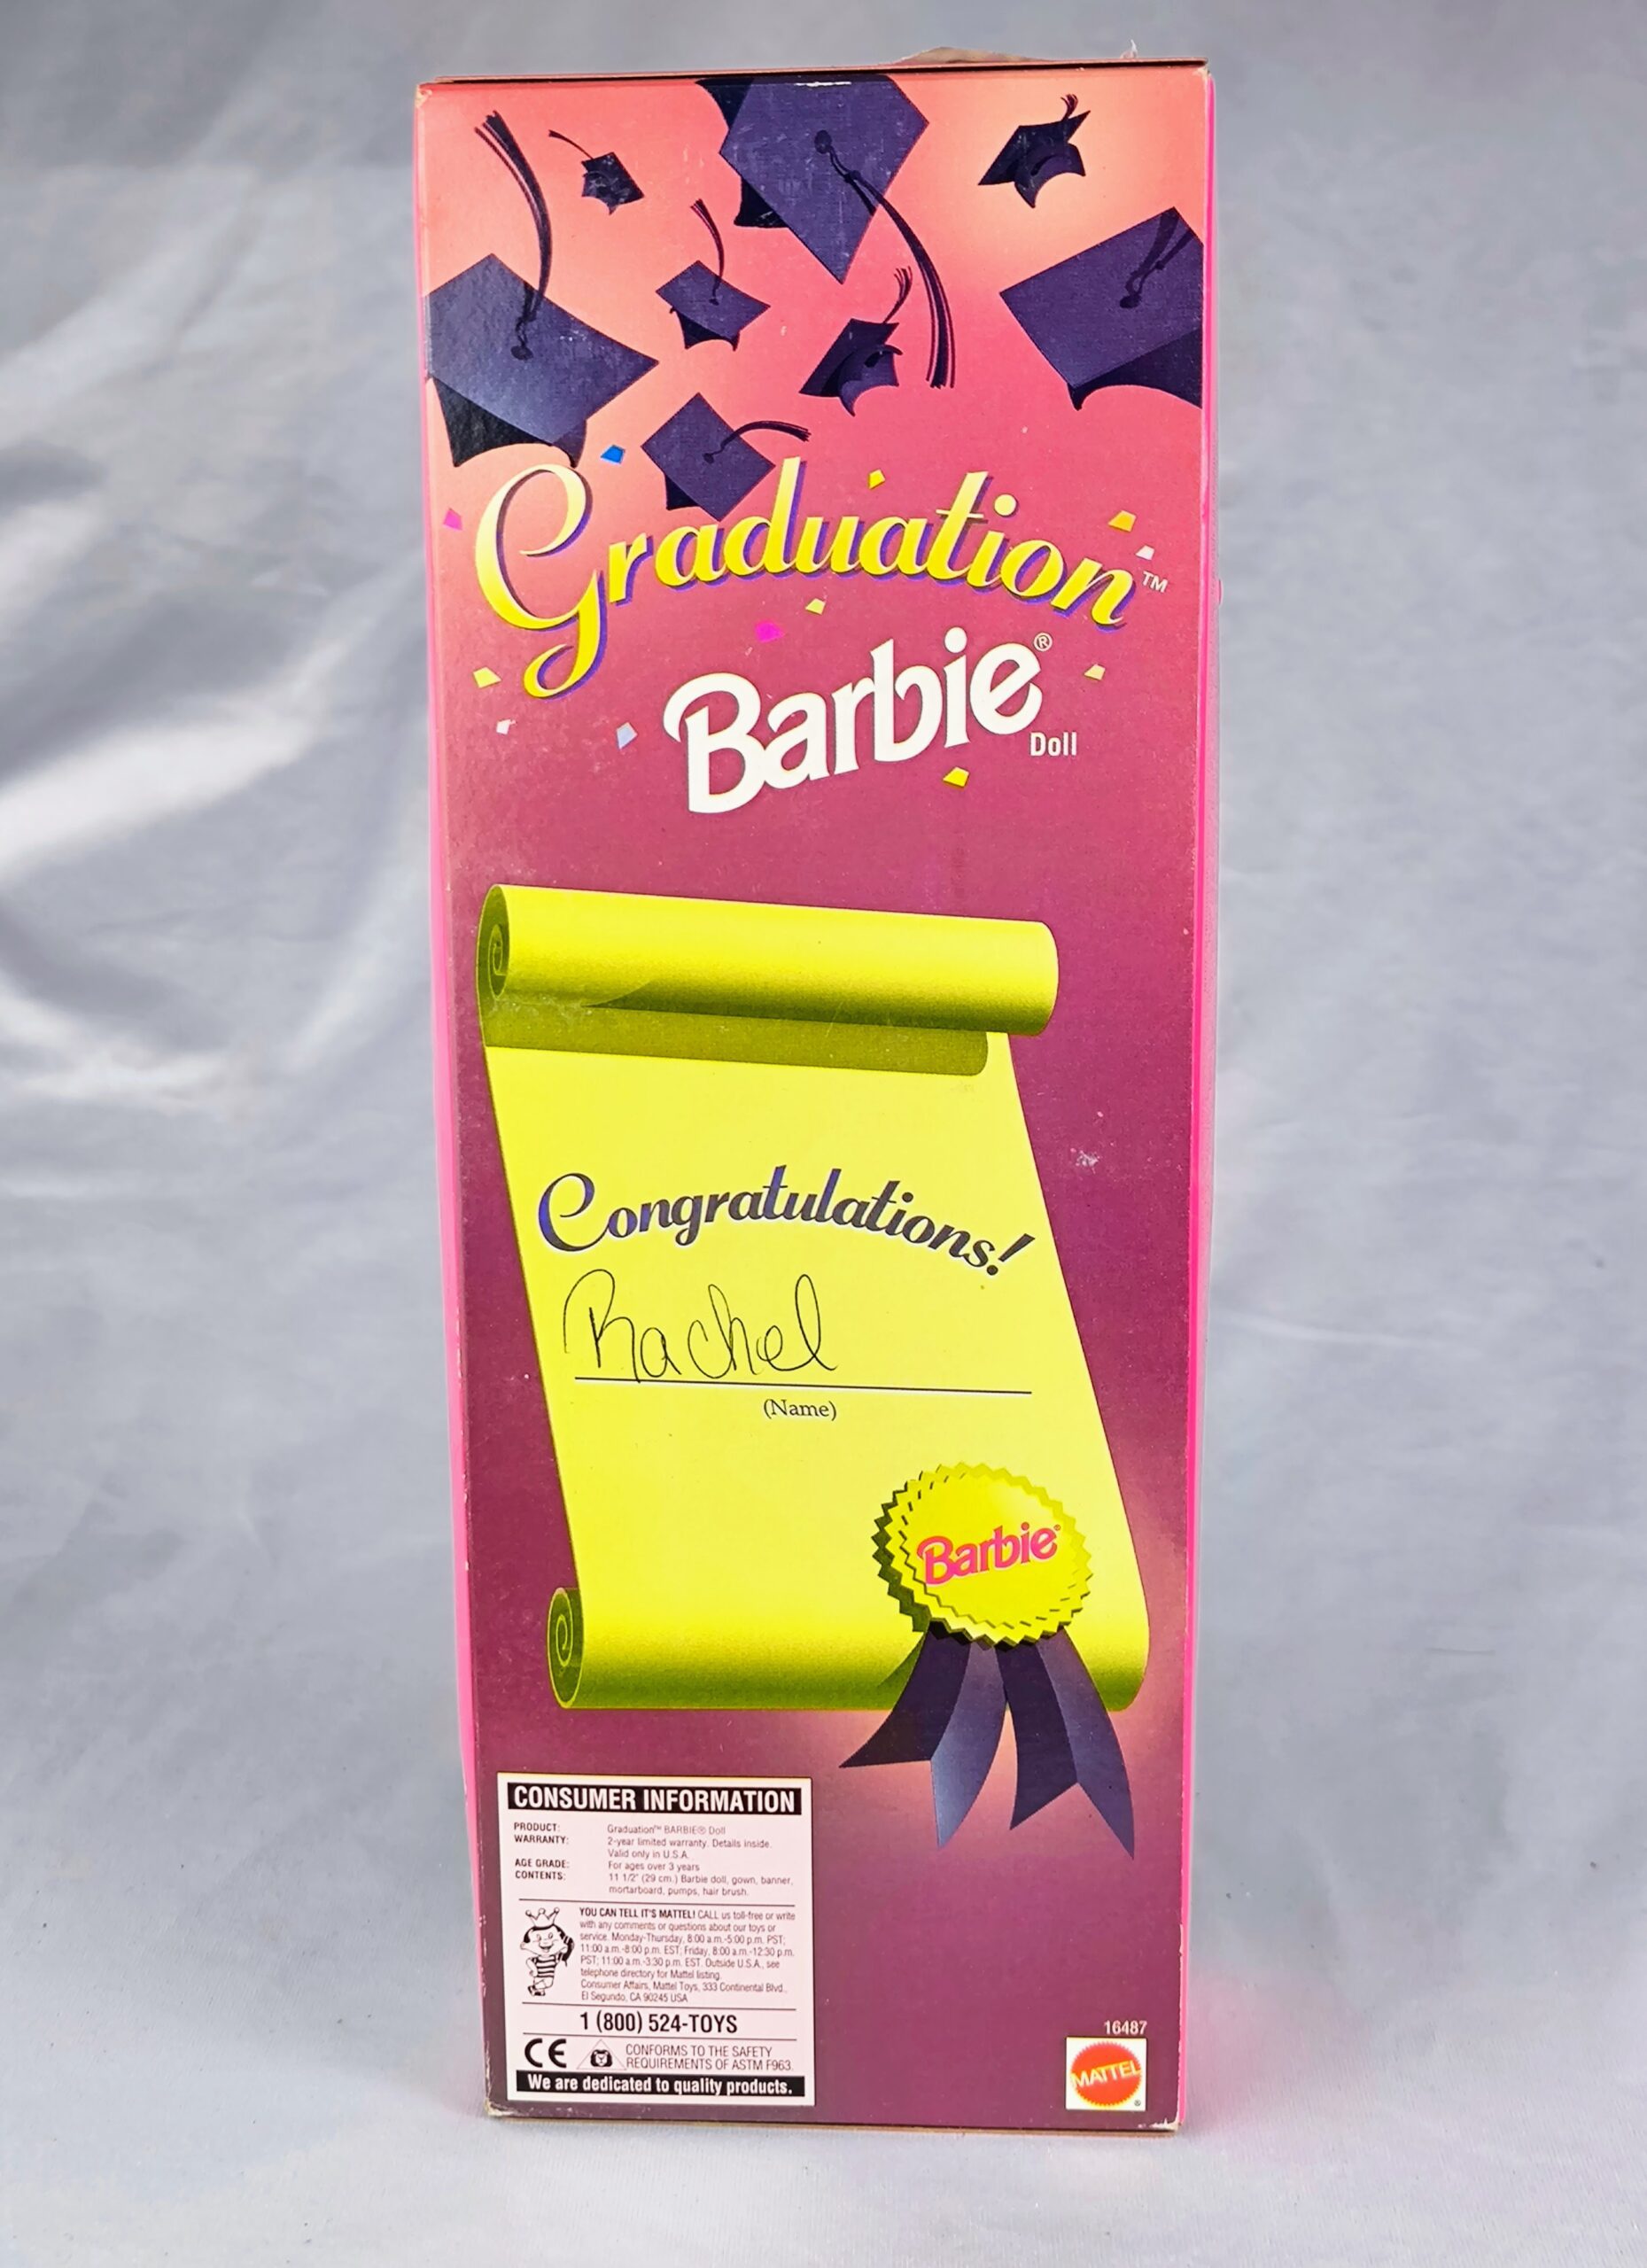 Graduation™
Barbie®
Doll
Congratulations!
Rachel
(Name)
Barbie®
CONSUMER INFORMATION
PRODUCT: Graduation™ BARBIE® Doll
WARRANTY: 2-year limited warranty. Details inside.
Valid only in U.S.A.
AGE GRADE: For ages over 3 years
CONTENTS: 11 1/2" (29 cm.) Barbie doll, gown, banner,
mortarboard, pumps, hair brush.
YOU CAN TELL IT'S MATTEL! CALL us toll-free or write
with any comments or questions about our toys or
service. Monday-Thursday, 8:00 a.m.-5:00 p.m. PST;
11:00 a.m.-8:00 p.m. EST; Friday, 8:00 a.m.-12:30 p.m.
PST; 11:00 a.m.-3:30 p.m. EST. Outside U.S.A., see
telephone directory for Mattel listing.
Consumer Affairs, Mattel Toys, 333 Continental Blvd.,
El Segundo, CA 90245 USA
1 (800) 524-TOYS
CE
CONFORMS TO THE SAFETY
REQUIREMENTS OF ASTM F963.
We are dedicated to quality products.
16487
MATTEL®